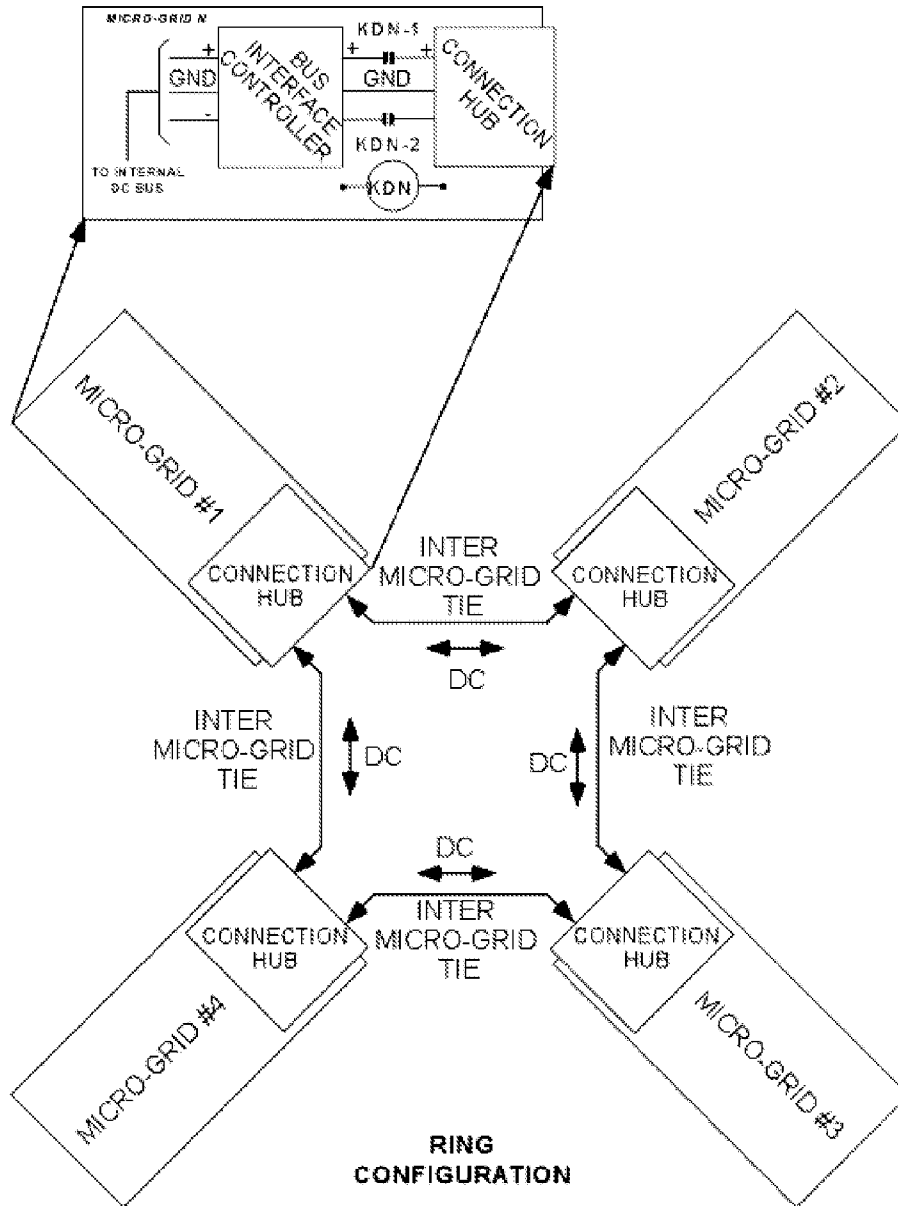 MICRO-GRID N
KDN-1
+
+
+
BUS
INTERFACE
CONTROLLER
CONNECTION
HUB
GND
GND
-
-
KDN-2
TO INTERNAL
DC BUS
KDN
MICRO-GRID #1
CONNECTION
HUB
MICRO-GRID #2
CONNECTION
HUB
INTER
MICRO-GRID
TIE
DC
INTER
MICRO-GRID
TIE
DC
DC
INTER
MICRO-GRID
TIE
DC
INTER
MICRO-GRID
TIE
CONNECTION
HUB
MICRO-GRID #4
CONNECTION
HUB
MICRO-GRID #3
RING
CONFIGURATION